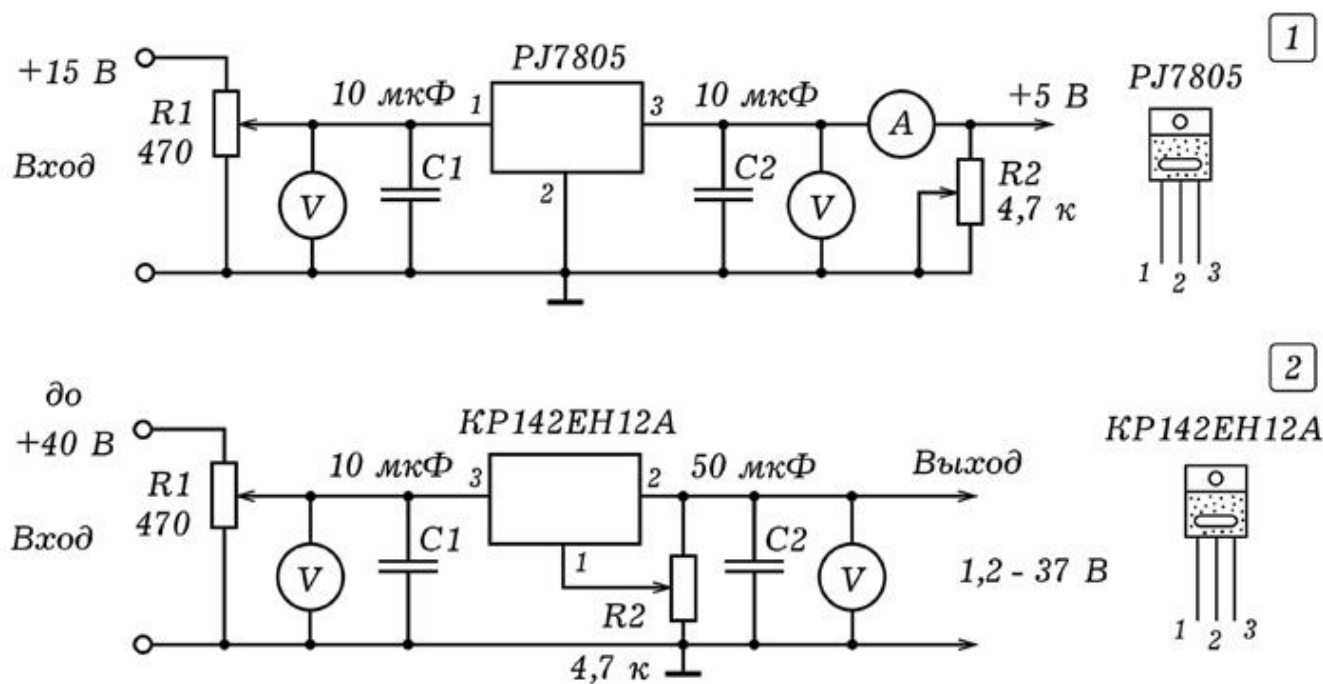 1
+15 В
PJ7805
PJ7805
R1
470
10 мкФ
1
3
10 мкФ
А
+5 В
Вход
V
C1
2
C2
V
R2
4,7 к
1 2 3
2
до
+40 В
КР142ЕН12А
КР142ЕН12А
R1
470
10 мкФ
3
2
50 мкФ
Выход
Вход
V
C1
1
C2
V
1,2 - 37 В
R2
4,7 к
1 2 3